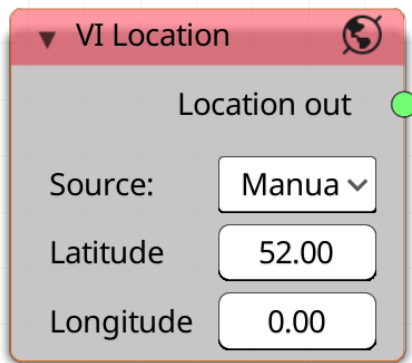 VI Location
Location out
Source: Manua
Latitude 52.00
Longitude 0.00